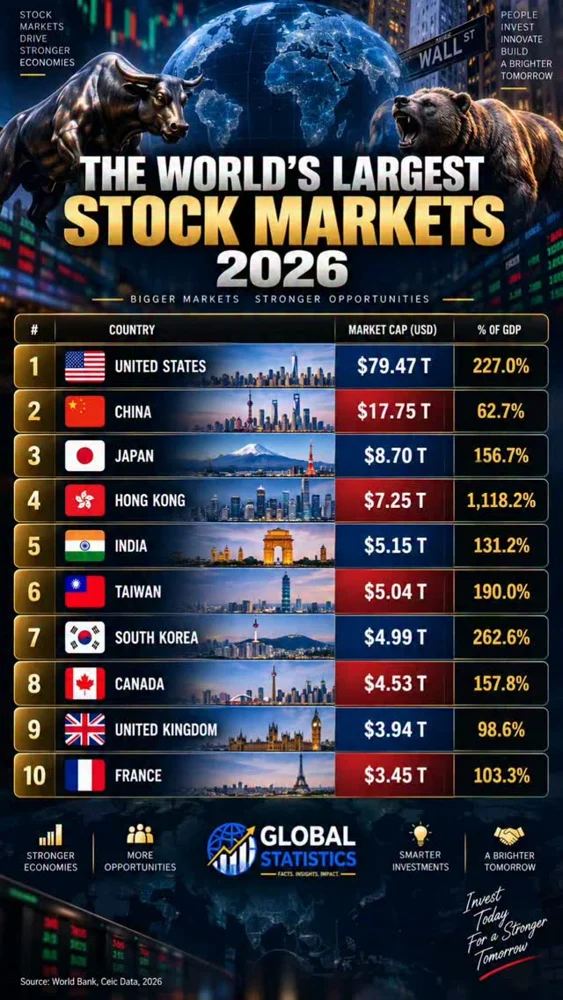 STOCK
MARKETS
DRIVE
STRONGER
ECONOMIES
PEOPLE
INVEST
INNOVATE
BUILD
A BRIGHTER
TOMORROW
WALL ST
THE WORLD'S LARGEST
STOCK MARKETS
2026
BIGGER MARKETS STRONGER OPPORTUNITIES
# COUNTRY MARKET CAP (USD) % OF GDP
1 UNITED STATES $79.47 T 227.0%
2 CHINA $17.75 T 62.7%
3 JAPAN $8.70 T 156.7%
4 HONG KONG $7.25 T 1,118.2%
5 INDIA $5.15 T 131.2%
6 TAIWAN $5.04 T 190.0%
7 SOUTH KOREA $4.99 T 262.6%
8 CANADA $4.53 T 157.8%
9 UNITED KINGDOM $3.94 T 98.6%
10 FRANCE $3.45 T 103.3%
STRONGER
ECONOMIES
MORE
OPPORTUNITIES
GLOBAL
STATISTICS
FACTS. INSIGHTS. IMPACT.
SMARTER
INVESTMENTS
A BRIGHTER
TOMORROW
Invest
Today
For a Stronger
Tomorrow
Source: World Bank, Ceic Data, 2026